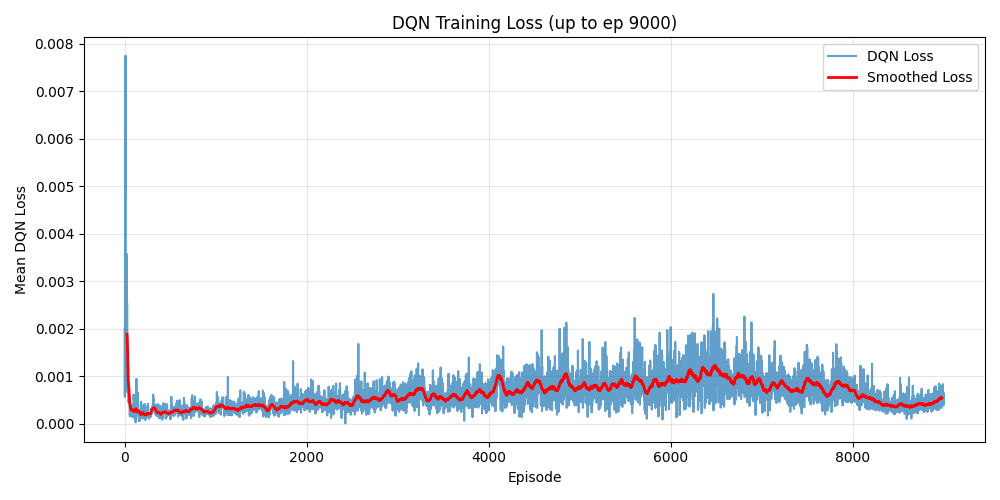 DQN Training Loss (up to ep 9000)
DQN Loss
Smoothed Loss
Mean DQN Loss
0.008
0.007
0.006
0.005
0.004
0.003
0.002
0.001
0.000
0 2000 4000 6000 8000
Episode